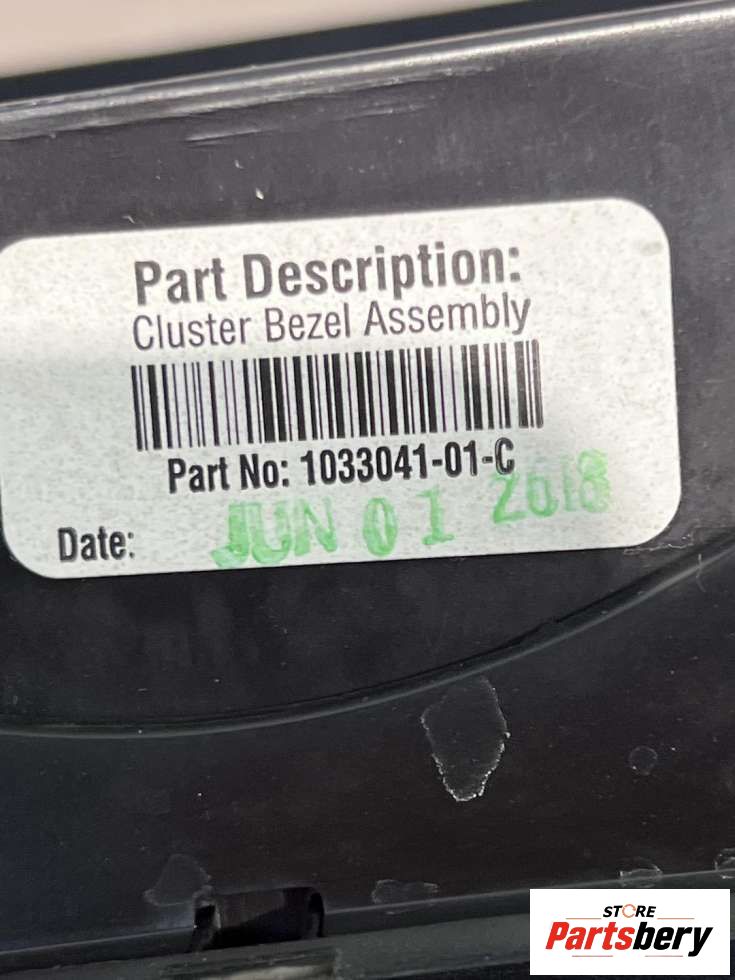 Part Description:
Cluster Bezel Assembly
Part No: 1033041-01-C
Date: JUN 01 2018
STORE
Partsbery